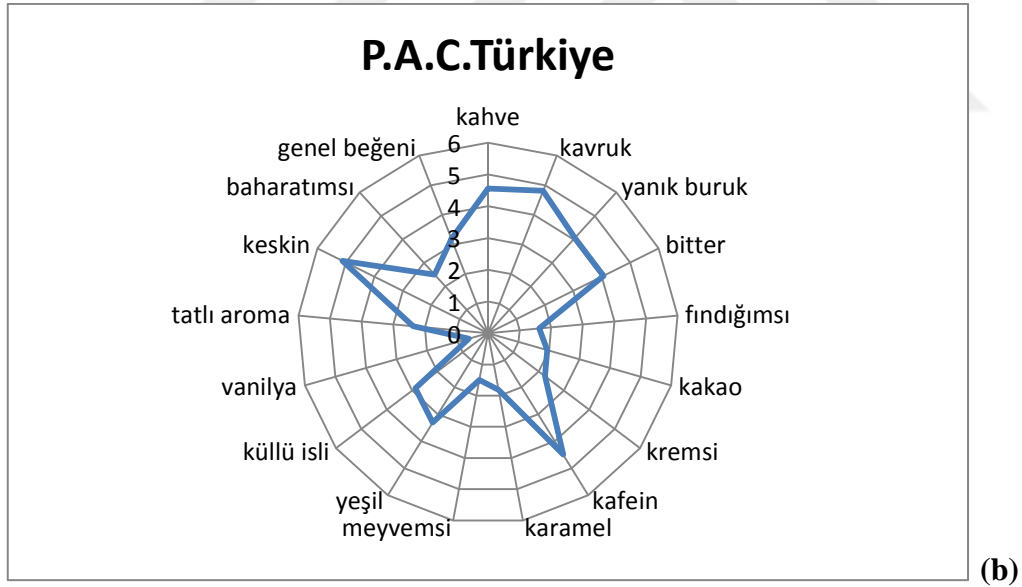 P.A.C.Türkiye
kahve
kavruk
yanık buruk
bitter
fındığımsı
kakao
kremsi
kafein
karamel
meyvemsi
yeşil
küllü isli
vanilya
tatlı aroma
keskin
baharatımsı
genel beğeni
6
5
4
3
2
1
0
(b)